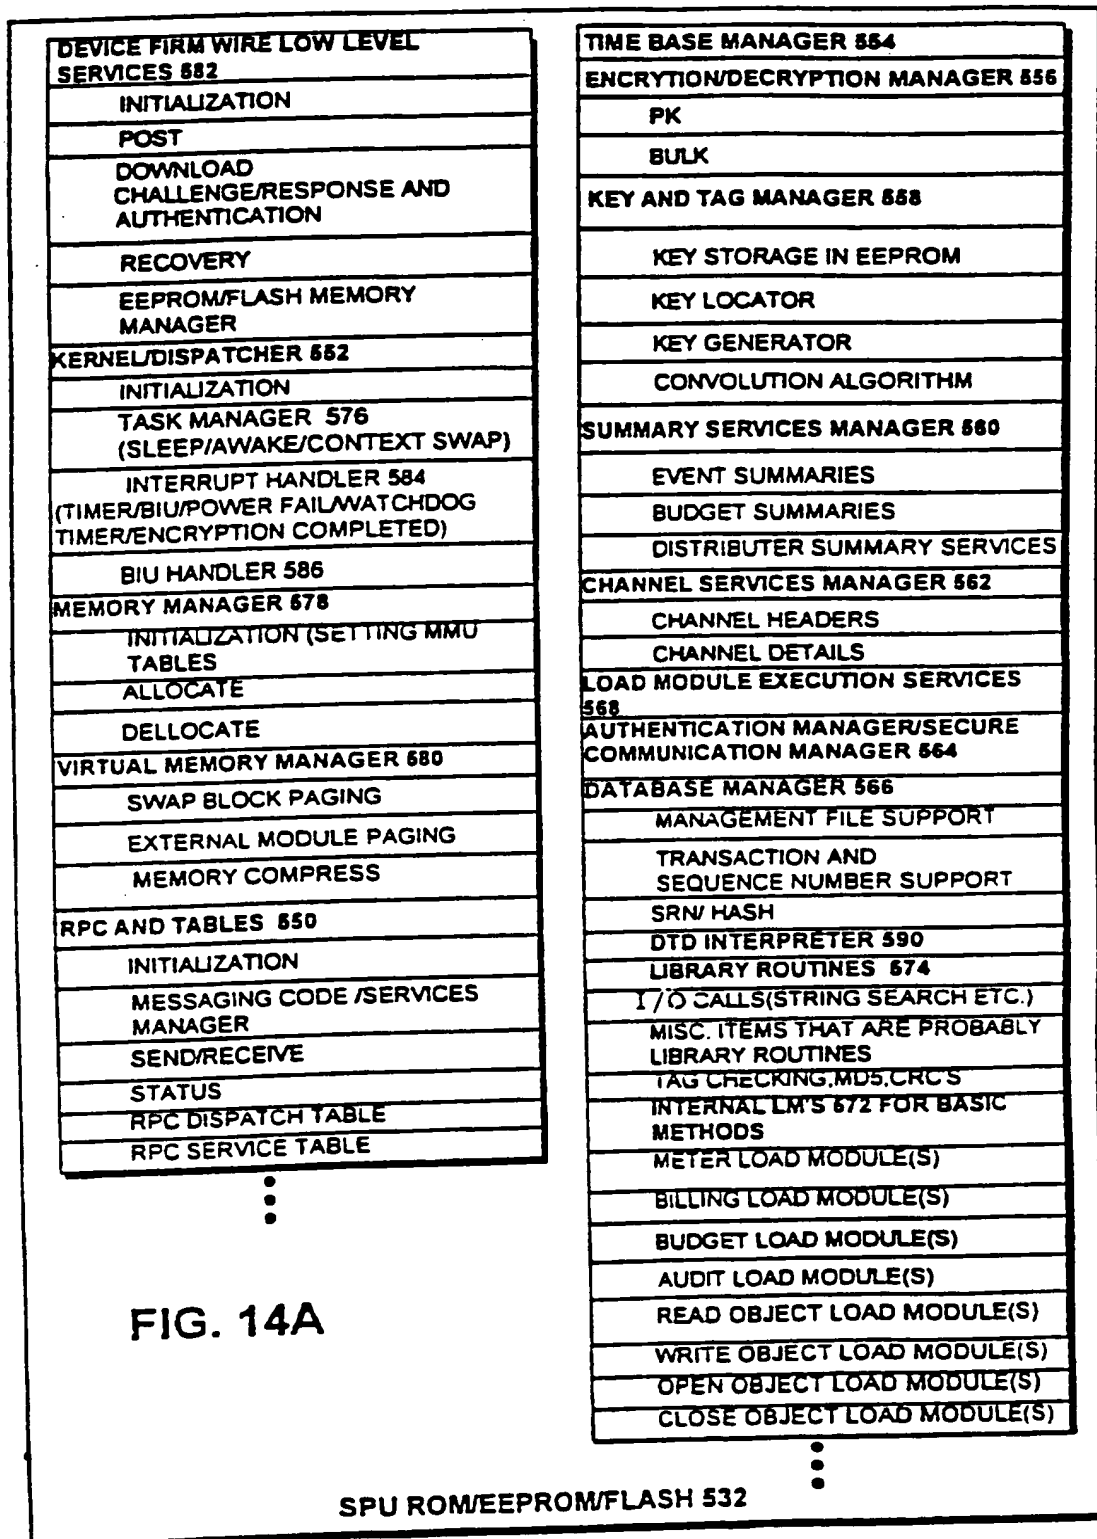 DEVICE FIRM WIRE LOW LEVEL
SERVICES 582
INITIALIZATION
POST
DOWNLOAD
CHALLENGE/RESPONSE AND
AUTHENTICATION
RECOVERY
EEPROM/FLASH MEMORY
MANAGER
KERNEL/DISPATCHER 552
INITIALIZATION
TASK MANAGER 576
(SLEEP/AWAKE/CONTEXT SWAP)
INTERRUPT HANDLER 584
(TIMER/BIU/POWER FAIL/WATCHDOG
TIMER/ENCRYPTION COMPLETED)
BIU HANDLER 586
MEMORY MANAGER 578
INITIALIZATION (SETTING MMU
TABLES
ALLOCATE
DELLOCATE
VIRTUAL MEMORY MANAGER 580
SWAP BLOCK PAGING
EXTERNAL MODULE PAGING
MEMORY COMPRESS
RPC AND TABLES 550
INITIALIZATION
MESSAGING CODE /SERVICES
MANAGER
SEND/RECEIVE
STATUS
RPC DISPATCH TABLE
RPC SERVICE TABLE
TIME BASE MANAGER 554
ENCRYTION/DECRYPTION MANAGER 556
PK
BULK
KEY AND TAG MANAGER 558
KEY STORAGE IN EEPROM
KEY LOCATOR
KEY GENERATOR
CONVOLUTION ALGORITHM
SUMMARY SERVICES MANAGER 560
EVENT SUMMARIES
BUDGET SUMMARIES
DISTRIBUTER SUMMARY SERVICES
CHANNEL SERVICES MANAGER 562
CHANNEL HEADERS
CHANNEL DETAILS
LOAD MODULE EXECUTION SERVICES
568
AUTHENTICATION MANAGER/SECURE
COMMUNICATION MANAGER 564
DATABASE MANAGER 566
MANAGEMENT FILE SUPPORT
TRANSACTION AND
SEQUENCE NUMBER SUPPORT
SRN/ HASH
DTD INTERPRETER 590
LIBRARY ROUTINES 574
I/O CALLS(STRING SEARCH ETC.)
MISC. ITEMS THAT ARE PROBABLY
LIBRARY ROUTINES
TAG CHECKING,MD5,CRC'S
INTERNAL LM'S 572 FOR BASIC
METHODS
METER LOAD MODULE(S)
BILLING LOAD MODULE(S)
BUDGET LOAD MODULE(S)
AUDIT LOAD MODULE(S)
READ OBJECT LOAD MODULE(S)
WRITE OBJECT LOAD MODULE(S)
OPEN OBJECT LOAD MODULE(S)
CLOSE OBJECT LOAD MODULE(S)
FIG. 14A
SPU ROM/EEPROM/FLASH 532